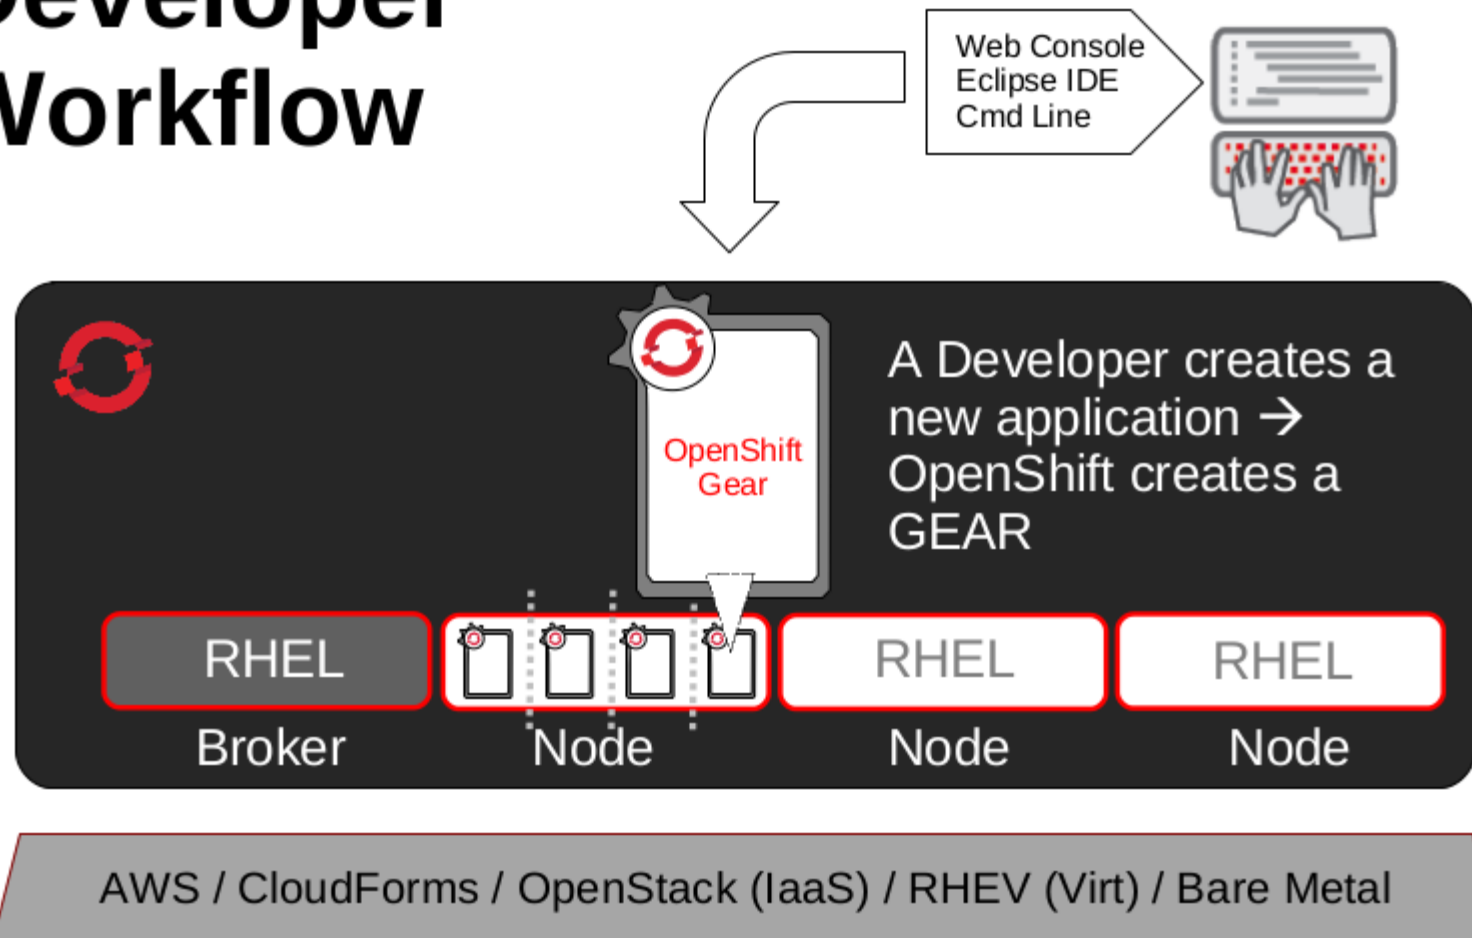 Developer
Workflow
Web Console
Eclipse IDE
Cmd Line
OpenShift
Gear
A Developer creates a
new application →
OpenShift creates a
GEAR
RHEL
RHEL
RHEL
Broker
Node
Node
Node
AWS / CloudForms / OpenStack (IaaS) / RHEV (Virt) / Bare Metal